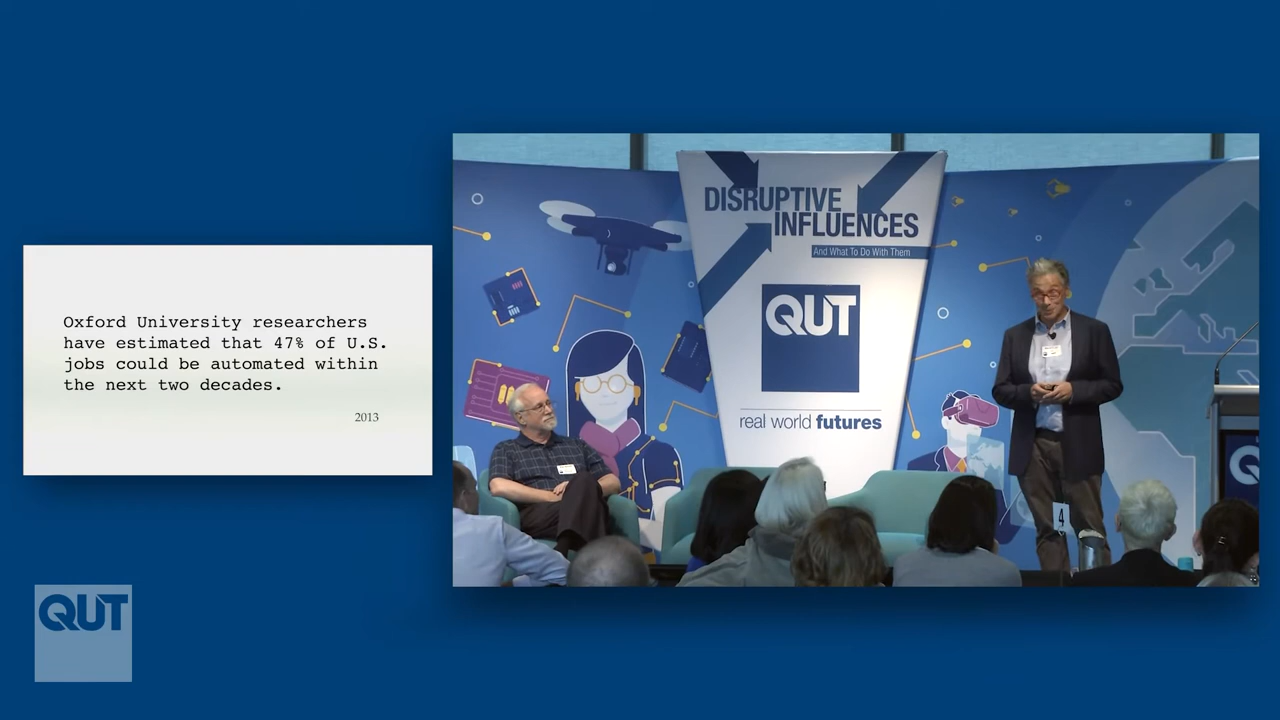 Oxford University researchers
have estimated that 47% of U.S.
jobs could be automated within
the next two decades.
2013
QUT
DISRUPTIVE
INFLUENCES
And What To Do With Them
QUT
real world futures
4